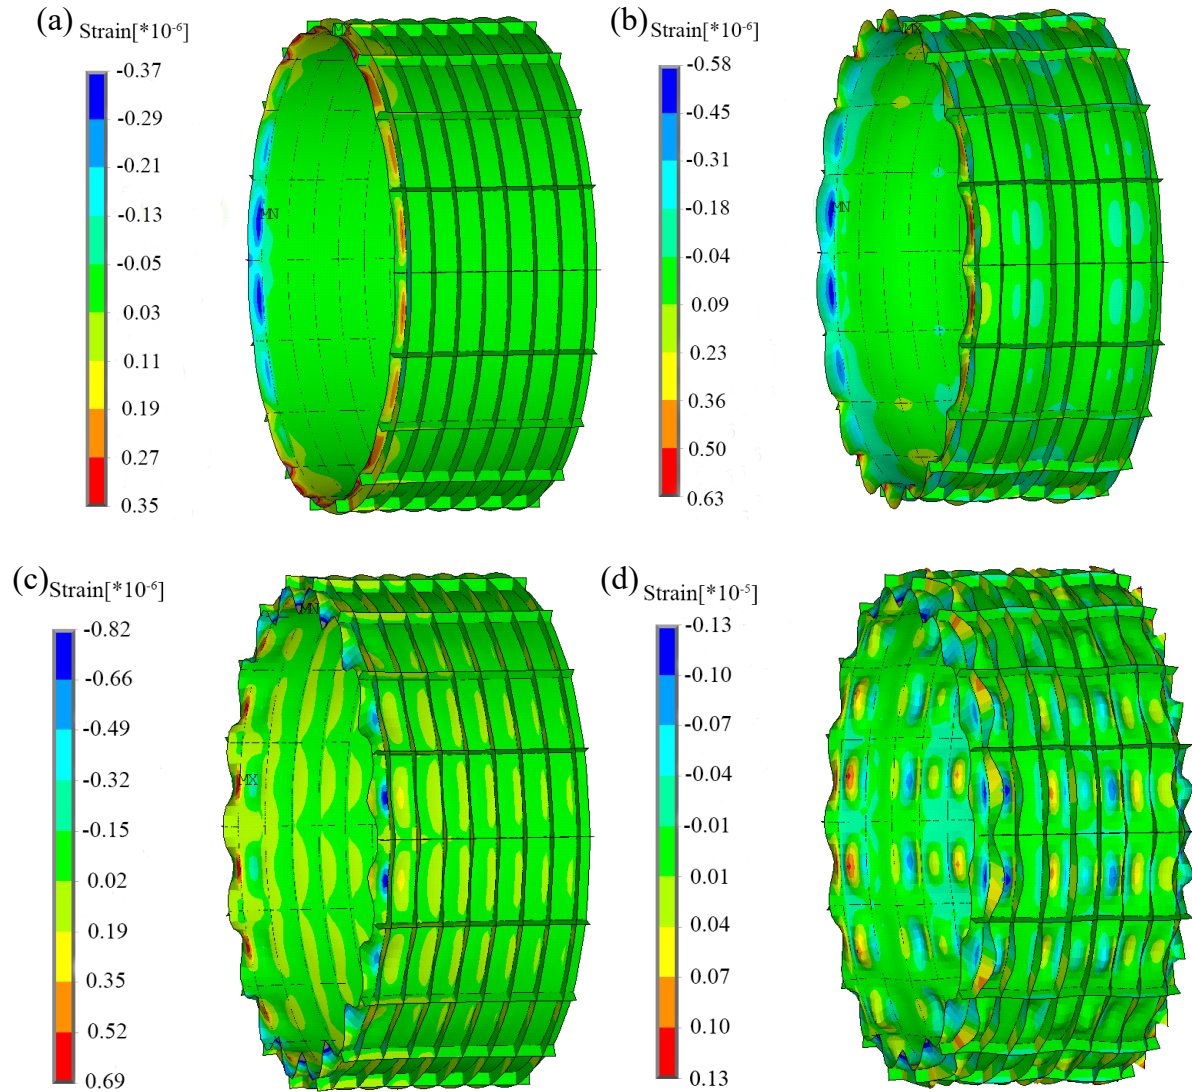 (a)
Strain[*10-6]
-0.37
-0.29
-0.21
-0.13
-0.05
0.03
0.11
0.19
0.27
0.35
MX
MN
(b)
Strain[*10-6]
-0.58
-0.45
-0.31
-0.18
-0.04
0.09
0.23
0.36
0.50
0.63
MX
MN
(c)
Strain[*10-6]
-0.82
-0.66
-0.49
-0.32
-0.15
0.02
0.19
0.35
0.52
0.69
MN
MX
(d)
Strain[*10-5]
-0.13
-0.10
-0.07
-0.04
-0.01
0.01
0.04
0.07
0.10
0.13